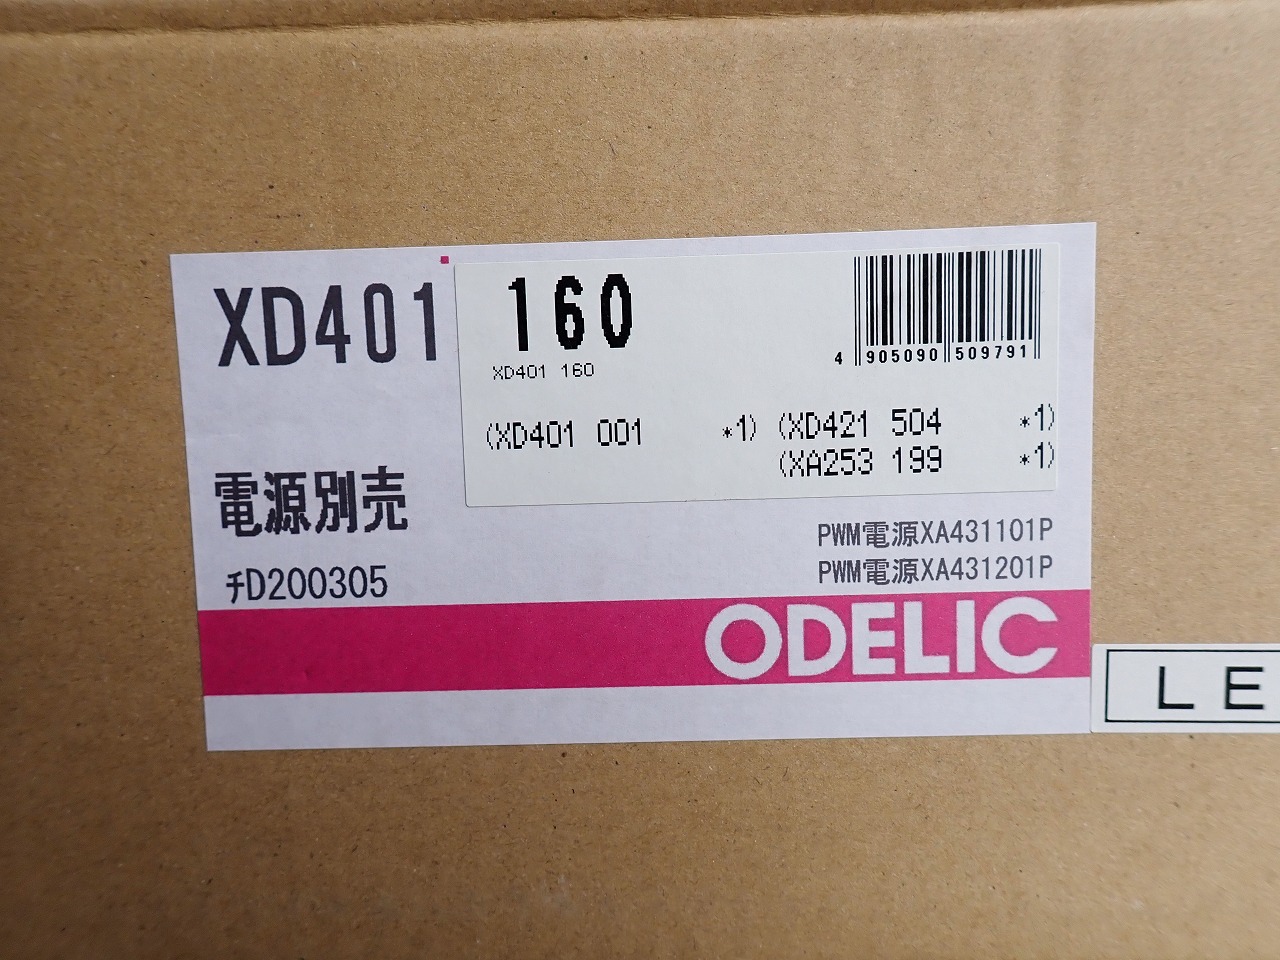 XD401 160
XD401 160
4 905090 509791
(XD401 001 *1) (XD421 504 *1)
(XA253 199 *1)
電源別売
PWM電源XA431101P
チD200305
PWM電源XA431201P
ODELIC
LE